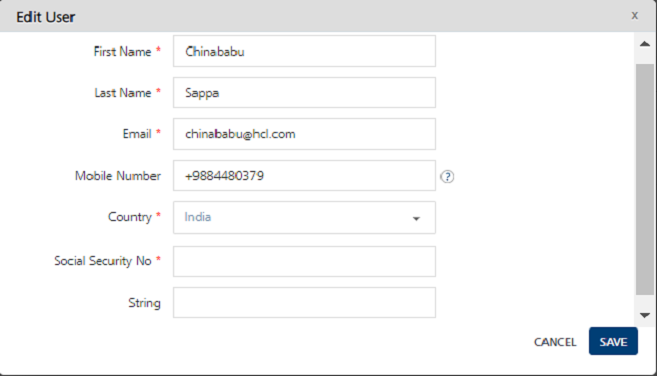 Edit User x
First Name * Chinababu
Last Name * Sappa
Email * chinababu@hcl.com
Mobile Number +9884480379 ?
Country * India
Social Security No *
String
CANCEL SAVE